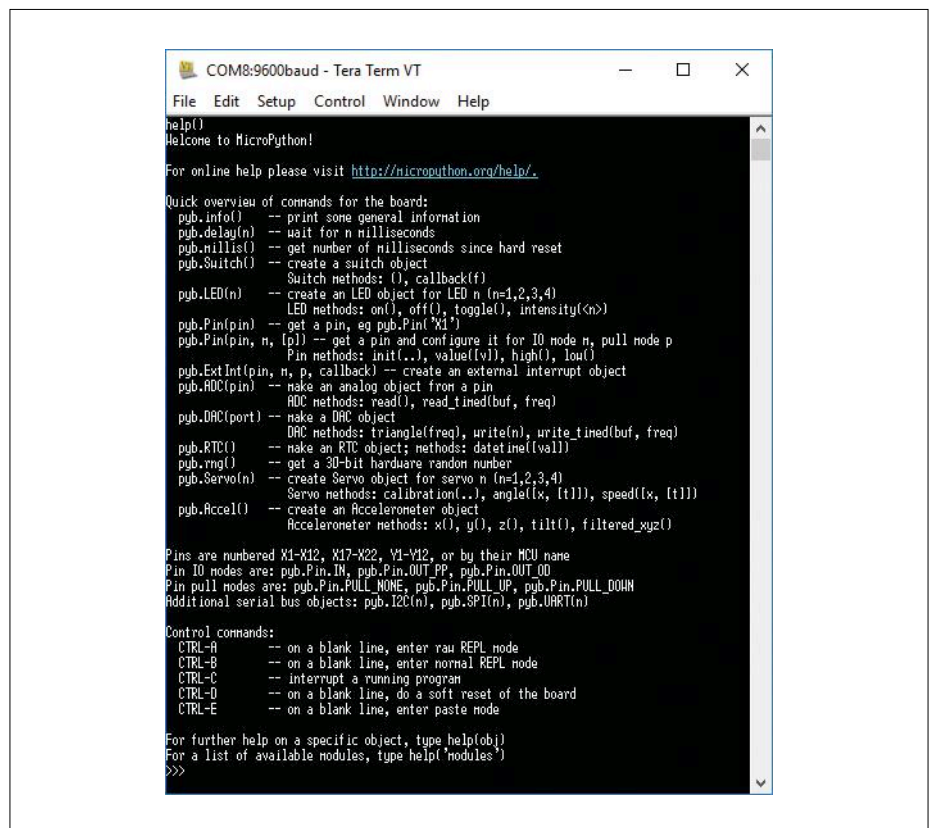 COM8:9600baud - Tera Term VT
File Edit Setup Control Window Help
help()
Welcome to MicroPython!
For online help please visit http://micropython.org/help/.
Quick overview of commands for the board:
pyb.info() -- print some general information
pyb.delay(n) -- wait for n milliseconds
pyb.millis() -- get number of milliseconds since hard reset
pyb.Switch() -- create a switch object
Switch methods: (), callback(f)
pyb.LED(n) -- create an LED object for LED n (n=1,2,3,4)
LED methods: on(), off(), toggle(), intensity(<n>)
pyb.Pin(pin) -- get a pin, eg pyb.Pin('X1')
pyb.Pin(pin, m, [p]) -- get a pin and configure it for IO mode m, pull mode p
Pin methods: init(..), value([v]), high(), low()
pyb.ExtInt(pin, m, p, callback) -- create an external interrupt object
pyb.ADC(pin) -- make an analog object from a pin
ADC methods: read(), read_timed(buf, freq)
pyb.DAC(port) -- make a DAC object
DAC methods: triangle(freq), write(n), write_timed(buf, freq)
pyb.RTC() -- make an RTC object; methods: datetime([val])
pyb.rng() -- get a 30-bit hardware random number
pyb.Servo(n) -- create Servo object for servo n (n=1,2,3,4)
Servo methods: calibration(..), angle([x, [t]]), speed([x, [t]])
pyb.Accel() -- create an Accelerometer object
Accelerometer methods: x(), y(), z(), tilt(), filtered_xyz()
Pins are numbered X1-X12, X17-X22, Y1-Y12, or by their MCU name
Pin IO modes are: pyb.Pin.IN, pyb.Pin.OUT_PP, pyb.Pin.OUT_OD
Pin pull modes are: pyb.Pin.PULL_NONE, pyb.Pin.PULL_UP, pyb.Pin.PULL_DOWN
Additional serial bus objects: pyb.I2C(n), pyb.SPI(n), pyb.UART(n)
Control commands:
CTRL-A -- on a blank line, enter raw REPL mode
CTRL-B -- on a blank line, enter normal REPL mode
CTRL-C -- interrupt a running program
CTRL-D -- on a blank line, do a soft reset of the board
CTRL-E -- on a blank line, enter paste mode
For further help on a specific object, type help(obj)
For a list of available modules, type help('modules')
>>>